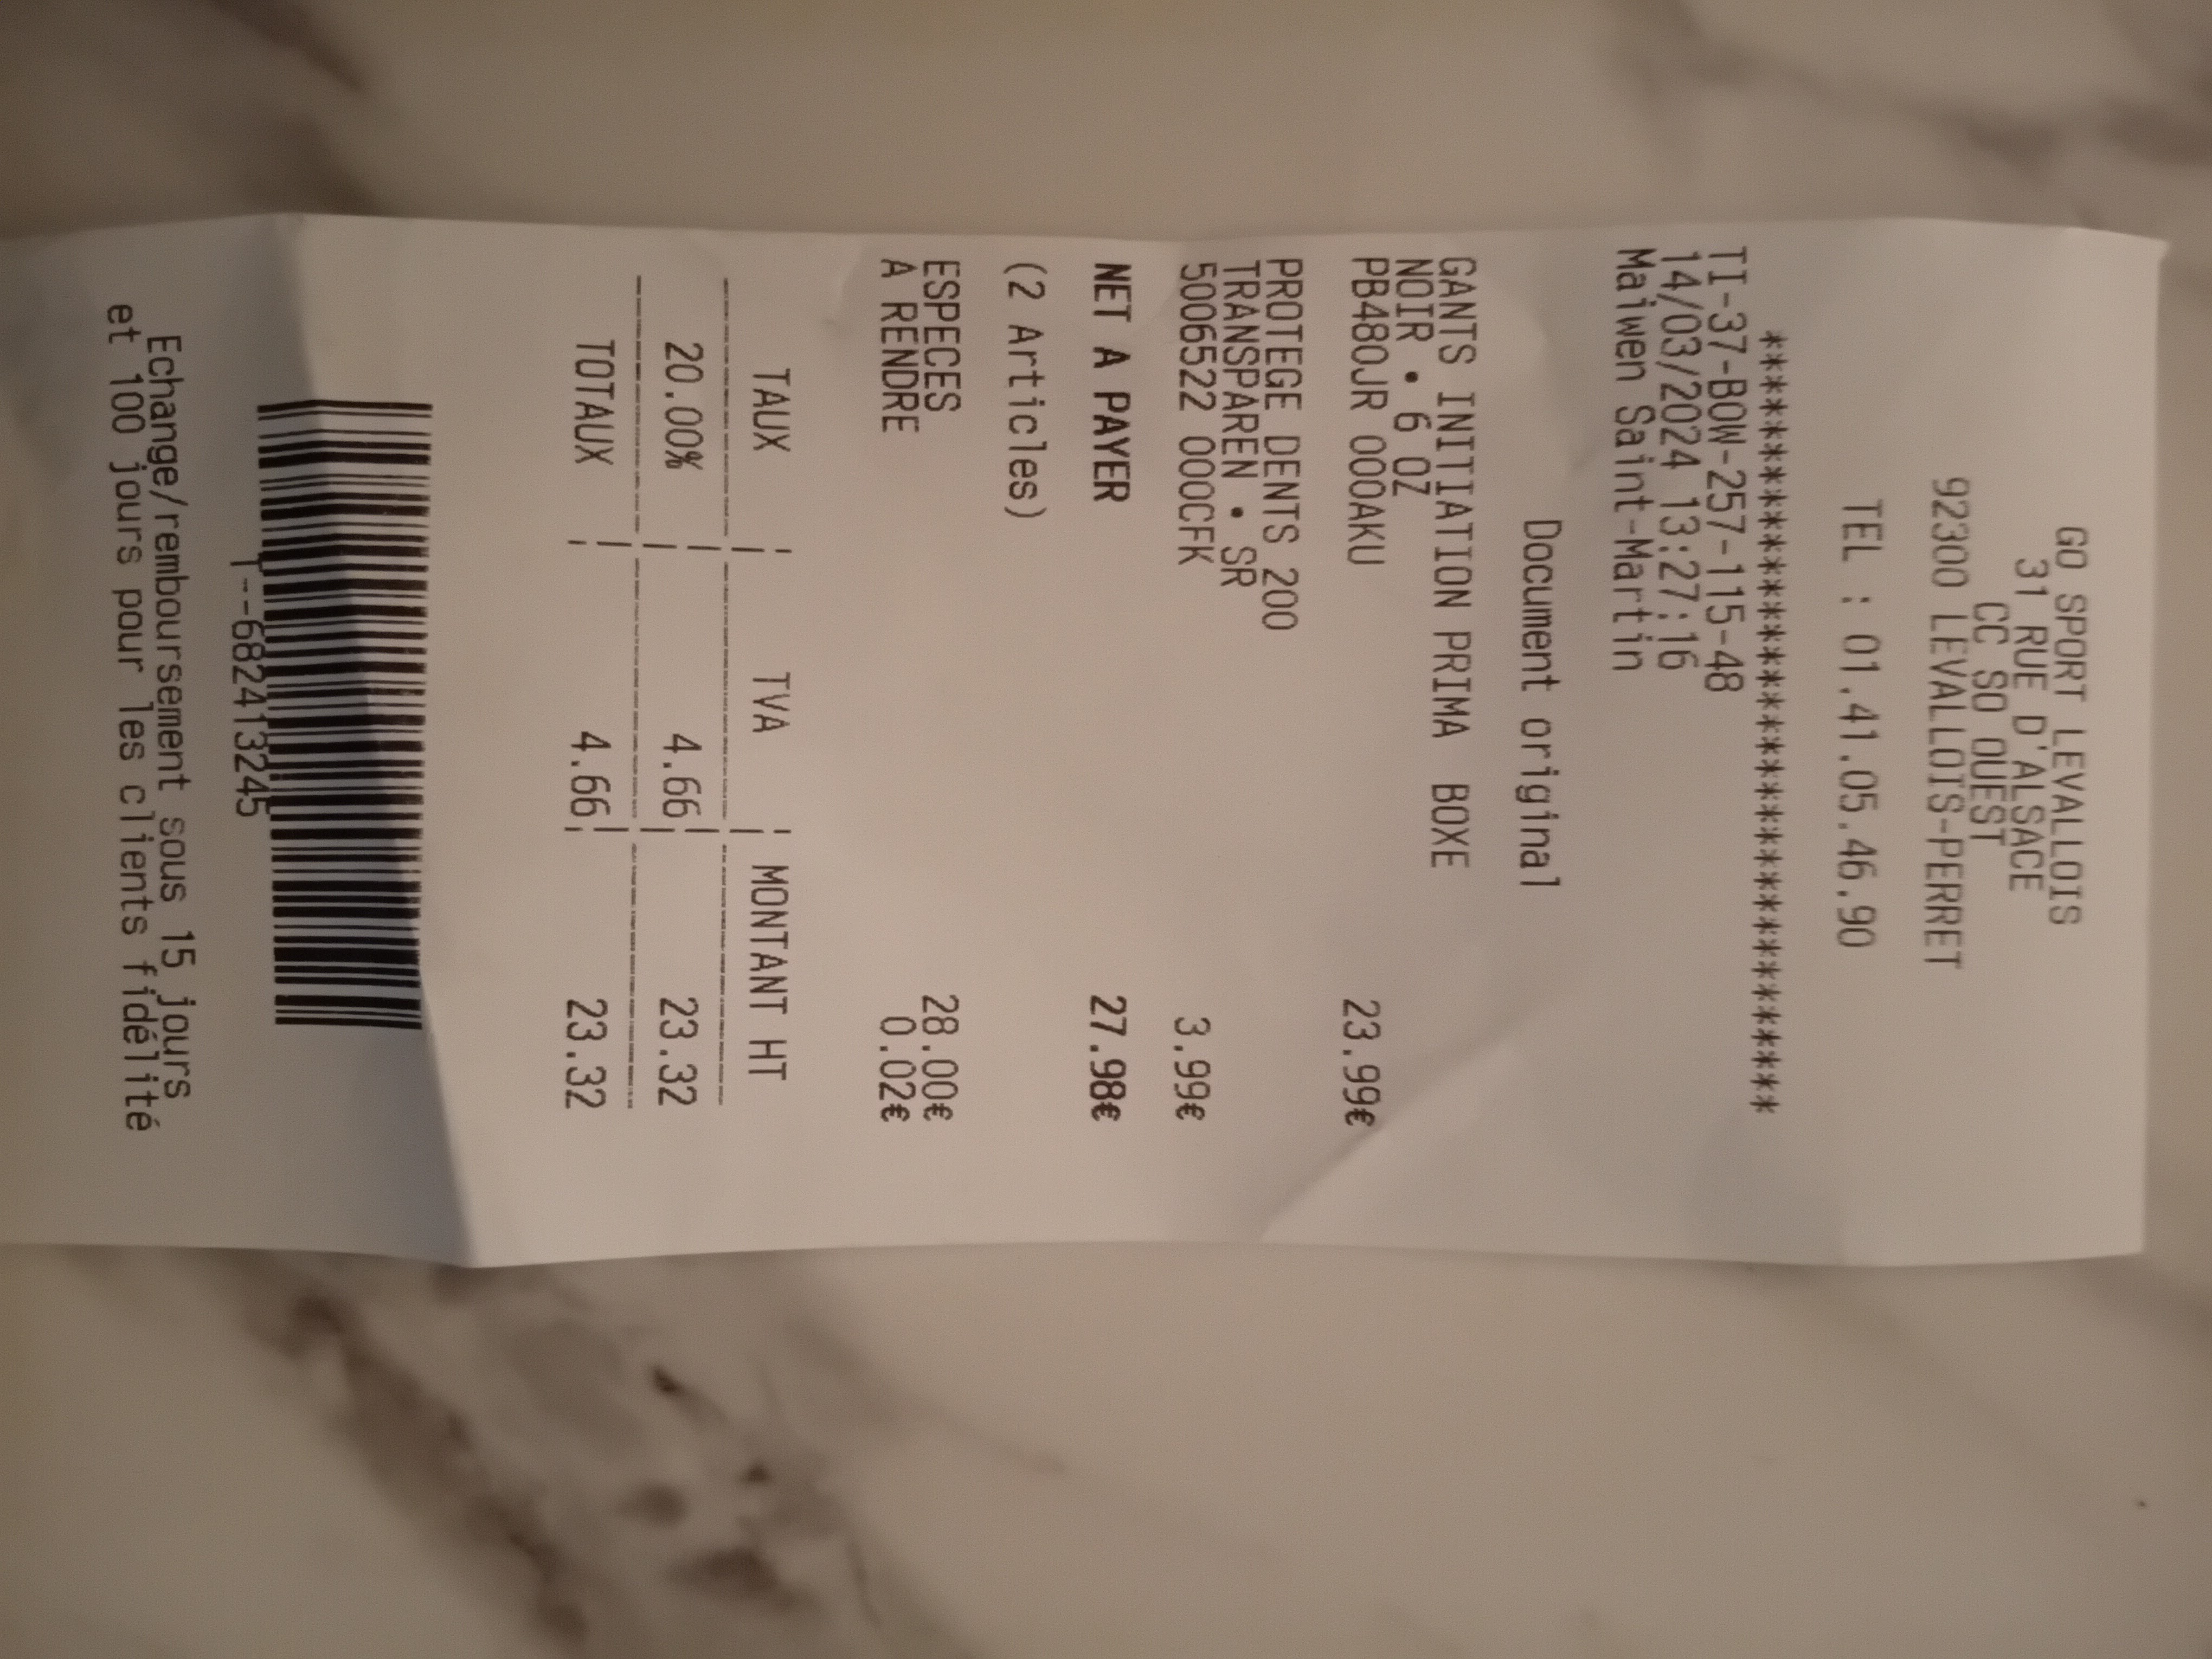 GO SPORT LEVALLOIS
31 RUE D'ALSACE
CC SO OUEST
92300 LEVALLOIS-PERRET
TEL : 01.41.05.46.90
**********************************
TI-37-BOW-257-115-48
14/03/2024 13:27:16
Maiwen Saint-Martin
Document original
GANTS INITIATION PRIMA BOXE
NOIR • 6 OZ
PB480JR 000AKU 23.99€
PROTEGE DENTS 200
TRANSPAREN • SR
5006522 000CFK 3.99€
NET A PAYER 27.98€
(2 Articles)
ESPECES 28.00€
A RENDRE 0.02€
TAUX | TVA | MONTANT HT
20.00% | 4.66 | 23.32
TOTAUX | 4.66 | 23.32
T--682413245
Echange/remboursement sous 15 jours
et 100 jours pour les clients fidélité